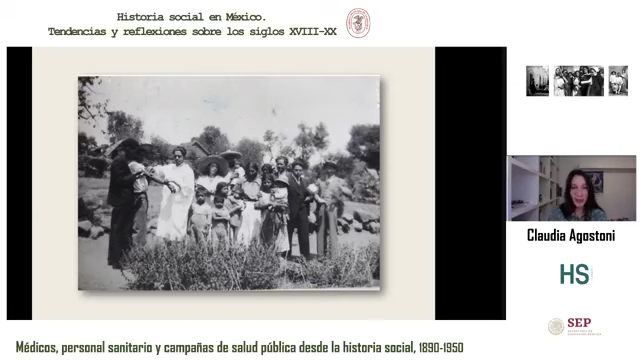 Historia social en México.
Tendencias y reflexiones sobre los siglos XVIII-XX
Claudia Agostoni
HS
SEP
Médicos, personal sanitario y campañas de salud pública desde la historia social, 1890-1950